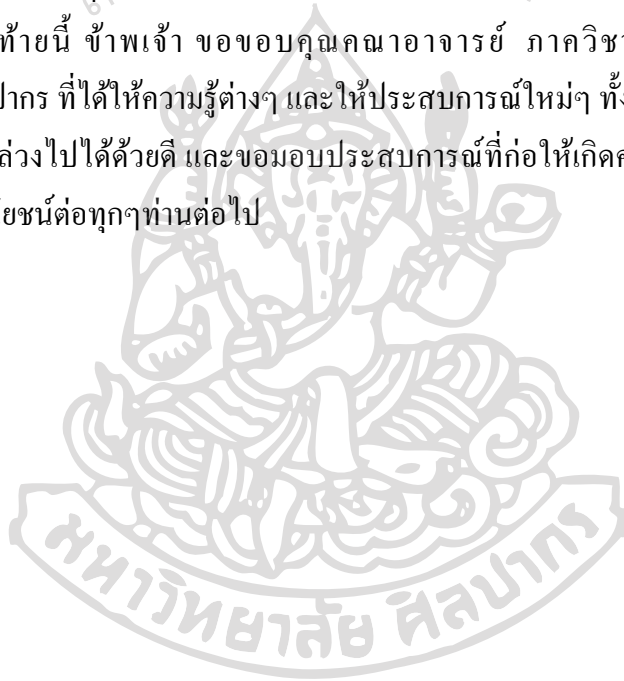 ท้ายนี้ ข้าพเจ้า ขอขอบคุณคณาอาจารย์ ภาควิชา
ปากร ที่ได้ให้ความรู้ต่างๆ และให้ประสบการณ์ใหม่ๆ ทั้ง
ล่วงไปได้ด้วยดี และขอมอบประสบการณ์ที่ก่อให้เกิด
ยชน์ต่อทุกๆท่านต่อไป
มหาวิทยาลัย ศิลปากร